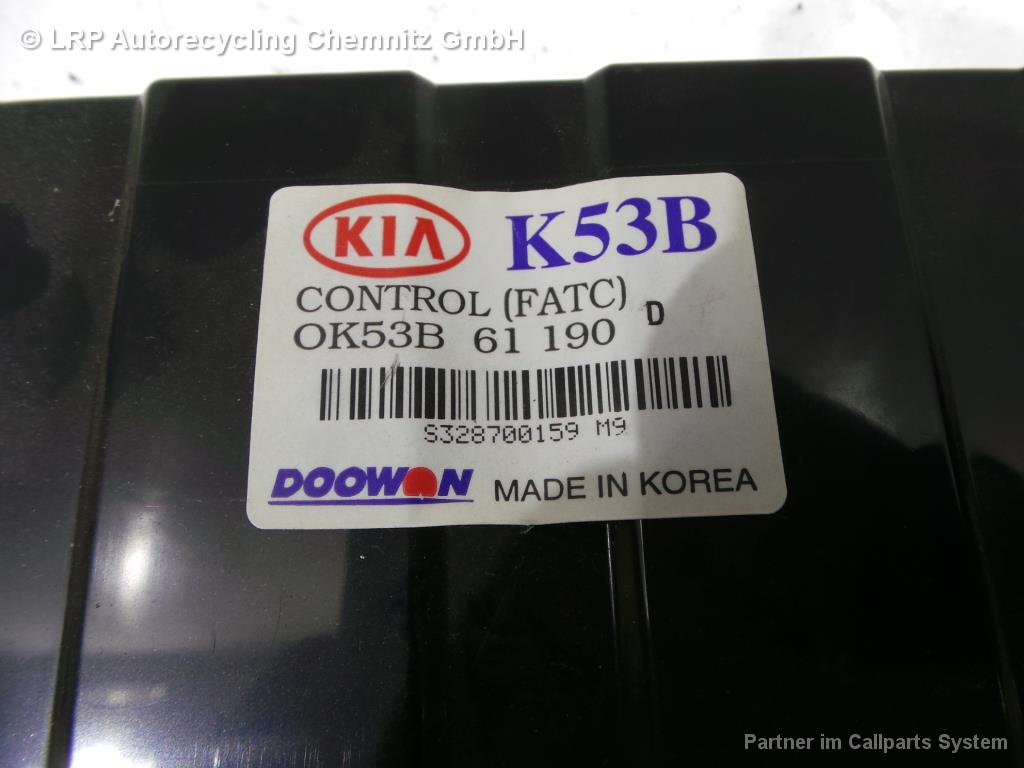 © LRP Autorecycling Chemnitz GmbH
KIA K53B
CONTROL (FATC)
OK53B 61 190 D
S328700159 M9
DOOWON MADE IN KOREA
Partner im Callparts System